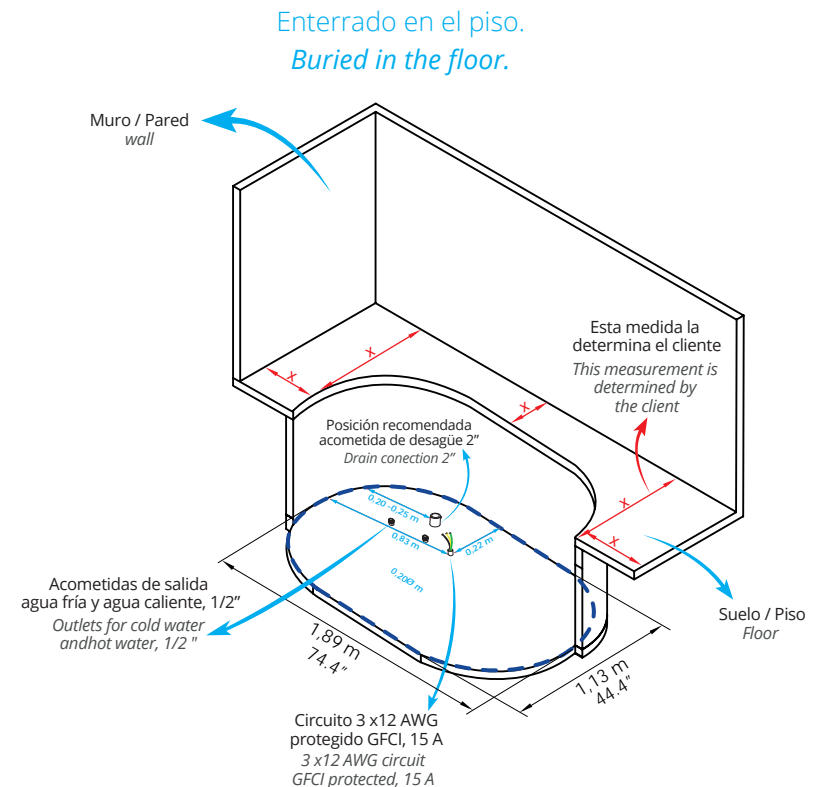 Enterrado en el piso.
Buried in the floor.
Muro / Pared
wall
Esta medida la
determina el cliente
This measurement is
determined by
the client
X
X
X
X
X
Posición recomendada
acometida de desagüe 2”
Drain conection 2”
0.20 -0.25 m
0.83 m
0.22 m
0.20Ø m
Acometidas de salida
agua fría y agua caliente, 1/2”
Outlets for cold water
andhot water, 1/2 "
1,89 m
74.4”
1,13 m
44.4”
Suelo / Piso
Floor
Circuito 3 x12 AWG
protegido GFCI, 15 A
3 x12 AWG circuit
GFCI protected, 15 A